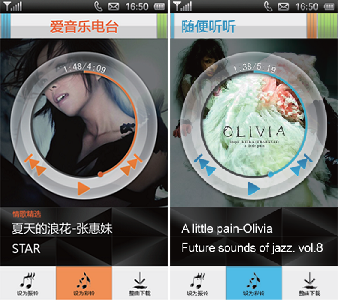 16:50
爱音乐电台
1:48/4:09
情歌精选
夏天的浪花-张惠妹
STAR
设为振铃
设为彩铃
整曲下载
16:50
随便听听
1:38/5:19
OLIVIA
A little pain-Olivia
Future sounds of jazz. vol.8
设为振铃
设为彩铃
整曲下载